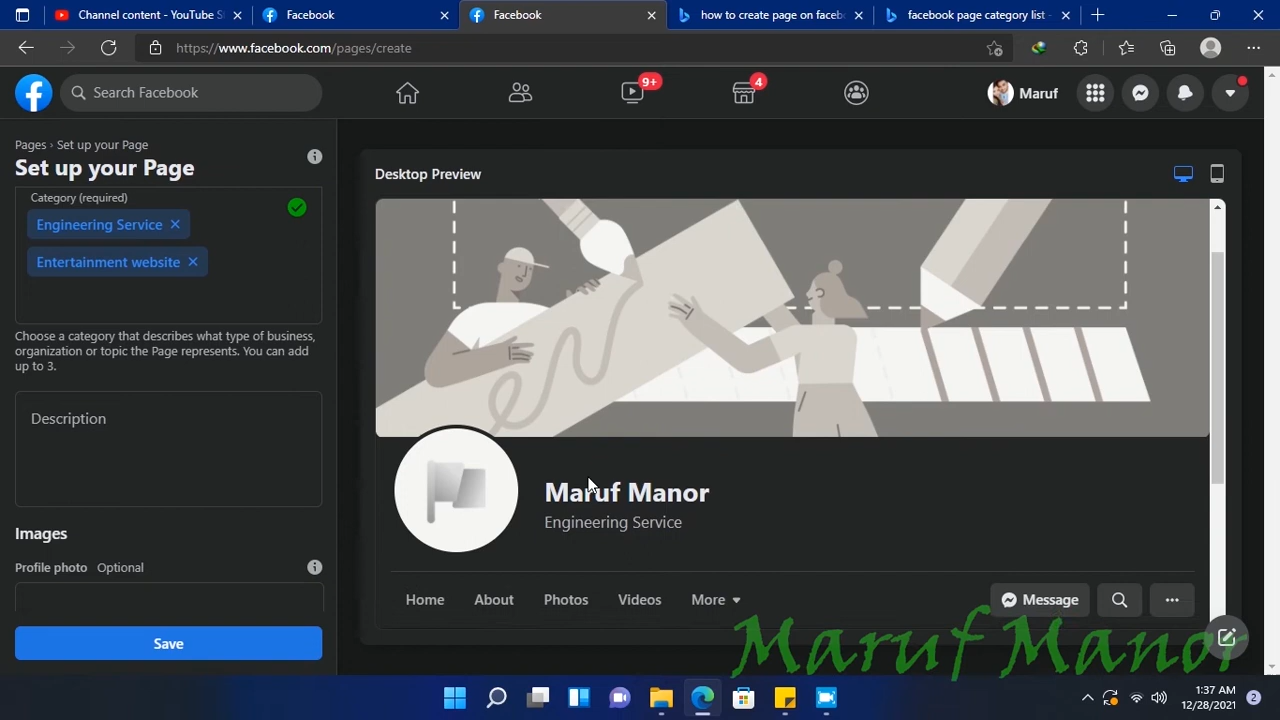 Channel content - YouTube S
Facebook
Facebook
how to create page on faceb
facebook page category list -
https://www.facebook.com/pages/create
Search Facebook
9+
4
Maruf
Pages › Set up your Page
Set up your Page
Category (required)
Engineering Service
Entertainment website
Choose a category that describes what type of business,
organization or topic the Page represents. You can add
up to 3.
Description
Images
Profile photo Optional
Save
Desktop Preview
Maruf Manor
Engineering Service
Home
About
Photos
Videos
More
Message
Maruf Manor
1:37 AM
12/28/2021
2